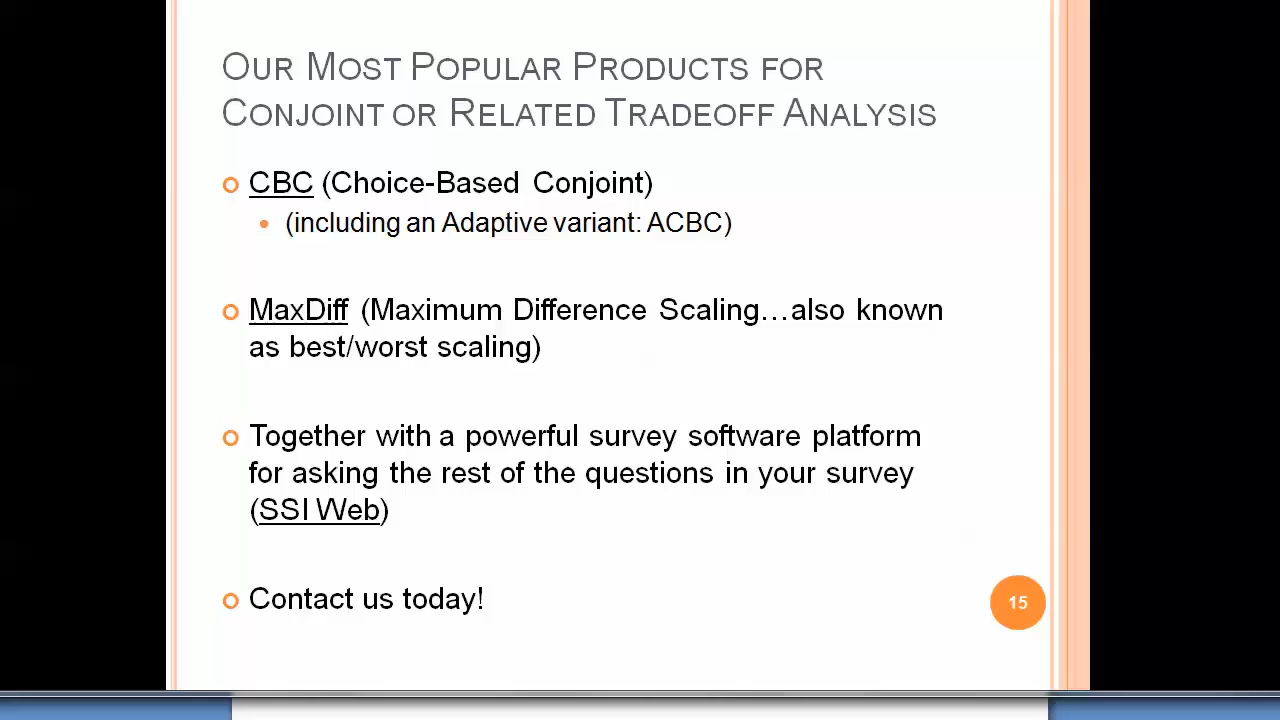 OUR MOST POPULAR PRODUCTS FOR
CONJOINT OR RELATED TRADEOFF ANALYSIS
CBC (Choice-Based Conjoint)
(including an Adaptive variant: ACBC)
MaxDiff (Maximum Difference Scaling…also known
as best/worst scaling)
Together with a powerful survey software platform
for asking the rest of the questions in your survey
(SSI Web)
Contact us today!
15